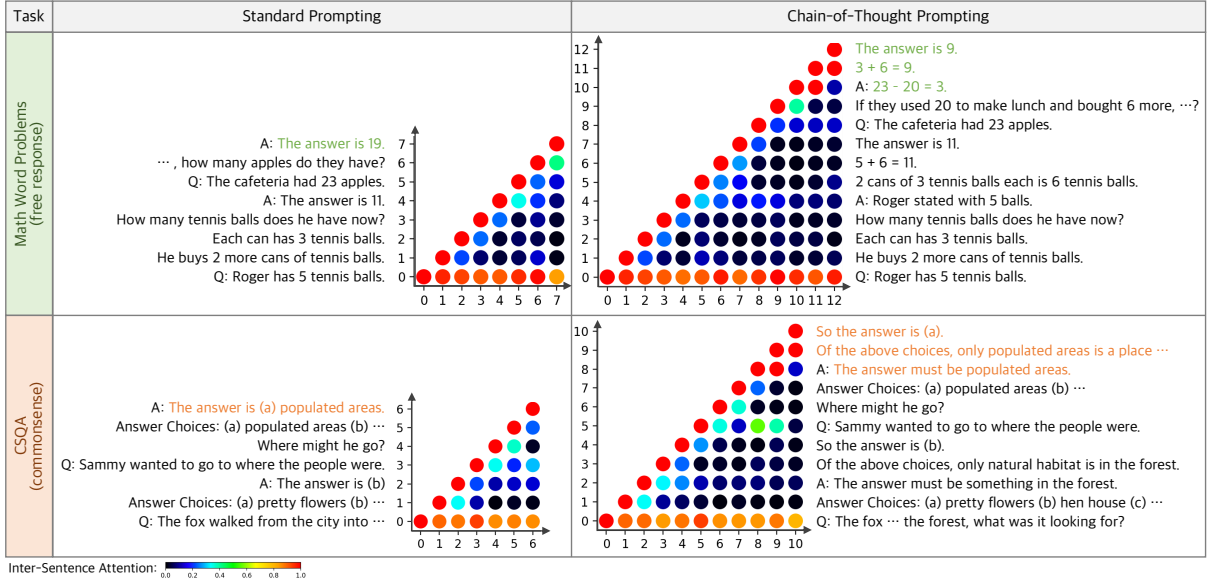 Task
Standard Prompting
Chain-of-Thought Prompting
Math Word Problems
(free response)
A: The answer is 19.
··· , how many apples do they have?
Q: The cafeteria had 23 apples.
A: The answer is 11.
How many tennis balls does he have now?
Each can has 3 tennis balls.
He buys 2 more cans of tennis balls.
Q: Roger has 5 tennis balls.
7
6
5
4
3
2
1
0
0 1 2 3 4 5 6 7
12
11
10
9
8
7
6
5
4
3
2
1
0
0 1 2 3 4 5 6 7 8 9 10 11 12
The answer is 9.
3 + 6 = 9.
A: 23 - 20 = 3.
If they used 20 to make lunch and bought 6 more, ···?
Q: The cafeteria had 23 apples.
The answer is 11.
5 + 6 = 11.
2 cans of 3 tennis balls each is 6 tennis balls.
A: Roger stated with 5 balls.
How many tennis balls does he have now?
Each can has 3 tennis balls.
He buys 2 more cans of tennis balls.
Q: Roger has 5 tennis balls.
CSQA
(commonsense)
A: The answer is (a) populated areas.
Answer Choices: (a) populated areas (b) ···
Where might he go?
Q: Sammy wanted to go to where the people were.
A: The answer is (b)
Answer Choices: (a) pretty flowers (b) ···
Q: The fox walked from the city into ···
6
5
4
3
2
1
0
0 1 2 3 4 5 6
10
9
8
7
6
5
4
3
2
1
0
0 1 2 3 4 5 6 7 8 9 10
So the answer is (a).
Of the above choices, only populated areas is a place ···
A: The answer must be populated areas.
Answer Choices: (a) populated areas (b) ···
Where might he go?
Q: Sammy wanted to go to where the people were.
So the answer is (b).
Of the above choices, only natural habitat is in the forest.
A: The answer must be something in the forest.
Answer Choices: (a) pretty flowers (b) hen house (c) ···
Q: The fox ··· the forest, what was it looking for?
Inter-Sentence Attention:
0.0 0.2 0.4 0.6 0.8 1.0